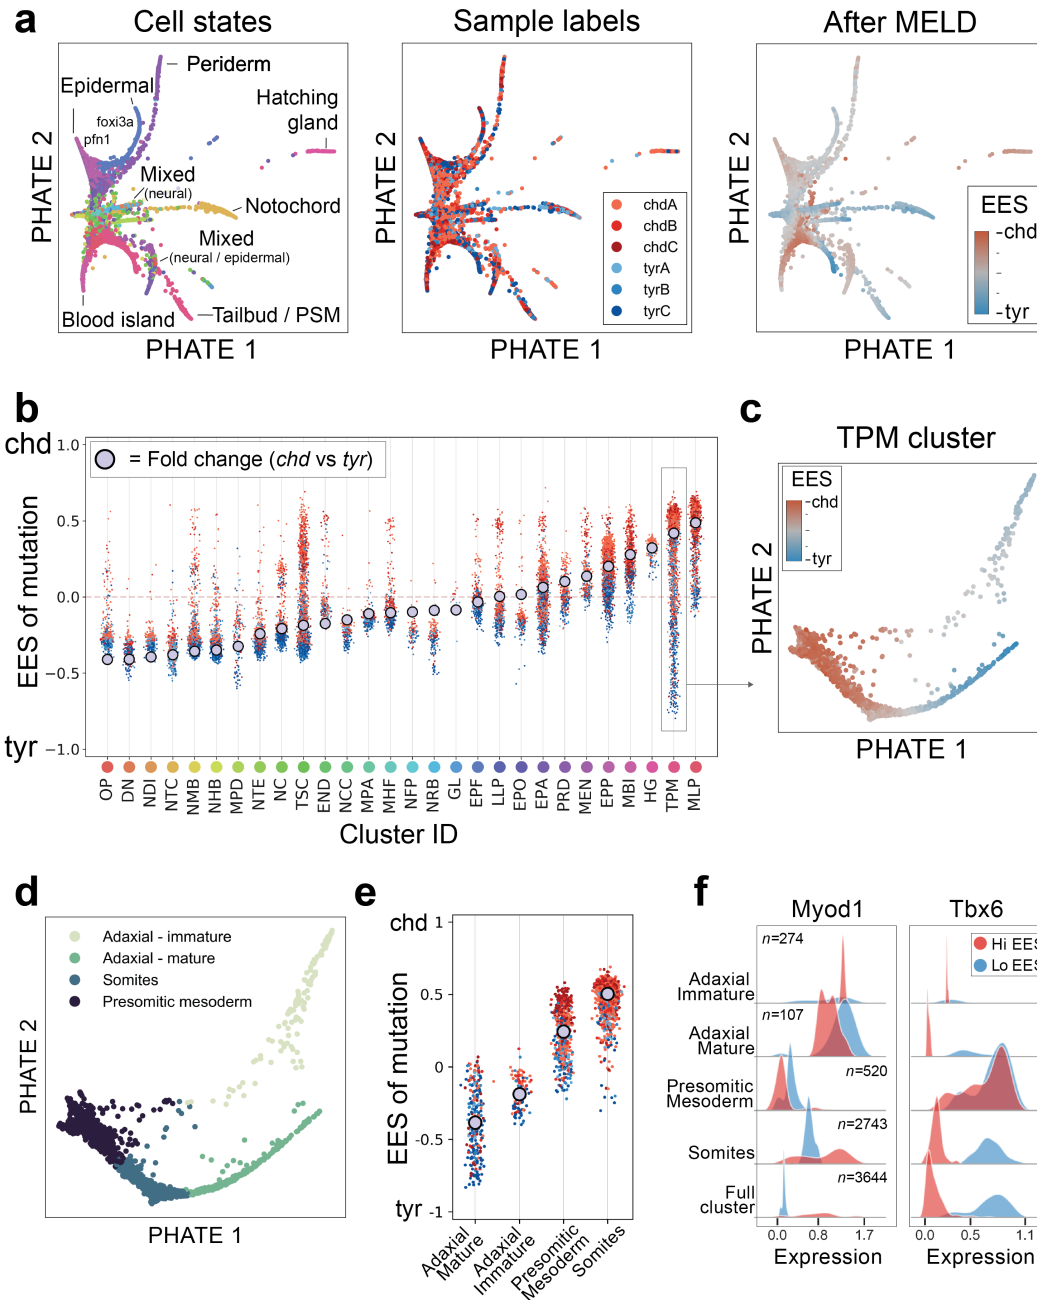 a
Cell states
Sample labels
After MELD
Periderm
Epidermal
foxi3a
pfn1
Hatching
gland
Mixed
(neural)
Notochord
Mixed
(neural / epidermal)
Blood island
Tailbud / PSM
PHATE 2
PHATE 1
PHATE 2
chdA
chdB
chdC
tyrA
tyrB
tyrC
PHATE 1
PHATE 2
EES
-chd
-tyr
PHATE 1
b
chd
1.0
= Fold change (chd vs tyr)
0.5
0.0
−0.5
−1.0
tyr
EES of mutation
OP
DN
NDI
NTC
NMB
NHB
MPD
NTE
NC
TSC
END
NCC
MPA
MHF
NFP
NRB
GL
EPF
LLP
EPO
EPA
PRD
MEN
EPP
MBI
HG
TPM
MLP
Cluster ID
c
TPM cluster
EES
-chd
-tyr
PHATE 2
PHATE 1
d
Adaxial - immature
Adaxial - mature
Somites
Presomitic mesoderm
PHATE 2
PHATE 1
e
chd 1
0.5
0
-0.5
tyr -1
EES of mutation
Adaxial
Mature
Adaxial
Immature
Presomitic
Mesoderm
Somites
f
Myod1
Tbx6
n=274
Hi EES
Lo EES
Adaxial
Immature
n=107
Adaxial
Mature
n=520
Presomitic
Mesoderm
n=2743
Somites
n=3644
Full
cluster
0.0 0.8 1.7
0.0 0.5 1.1
Expression
Expression